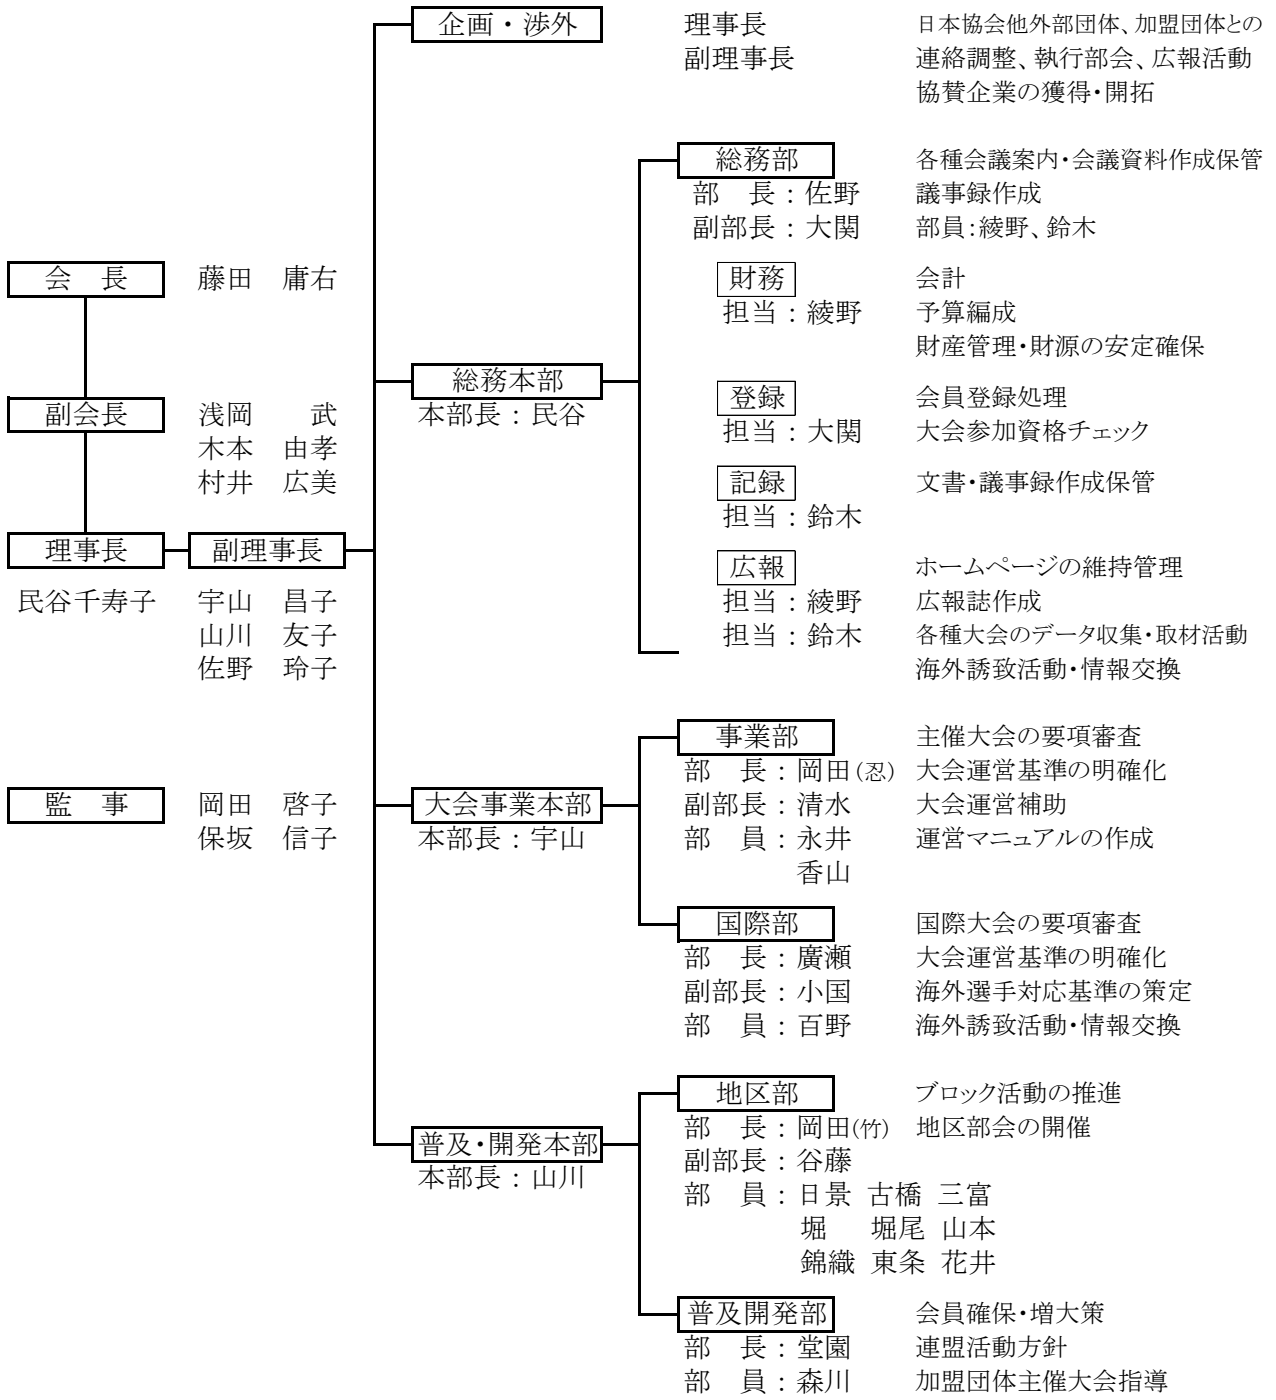 企画・渉外 理事長 日本協会他外部団体、加盟団体との
副理事長 連絡調整、執行部会、広報活動
協賛企業の獲得・開拓
総務部 各種会議案内・会議資料作成保管
部　長：佐野 議事録作成
副部長：大関 部員：綾野、鈴木
会　長 藤田　庸右 財務 会計
担当：綾野 予算編成
財産管理・財源の安定確保
総務本部 登録 会員登録処理
副会長 浅岡　武 本部長：民谷 担当：大関 大会参加資格チェック
木本　由孝
村井　広美 記録 文書・議事録作成保管
担当：鈴木
理事長 副理事長 広報 ホームページの維持管理
民谷千寿子 宇山　昌子 担当：綾野 広報誌作成
山川　友子 担当：鈴木 各種大会のデータ収集・取材活動
佐野　玲子 海外誘致活動・情報交換
事業部 主催大会の要項審査
部　長：岡田(忍) 大会運営基準の明確化
監　事 岡田　啓子 大会事業本部 副部長：清水 大会運営補助
保坂　信子 本部長：宇山 部　員：永井 運営マニュアルの作成
香山
国際部 国際大会の要項審査
部　長：廣瀬 大会運営基準の明確化
副部長：小国 海外選手対応基準の策定
部　員：百野 海外誘致活動・情報交換
地区部 ブロック活動の推進
部　長：岡田(竹) 地区部会の開催
普及・開発本部 副部長：谷藤
本部長：山川 部　員：日景 古橋 三富
堀 堀尾 山本
錦織 東条 花井
普及開発部 会員確保・増大策
部　長：堂園 連盟活動方針
部　員：森川 加盟団体主催大会指導